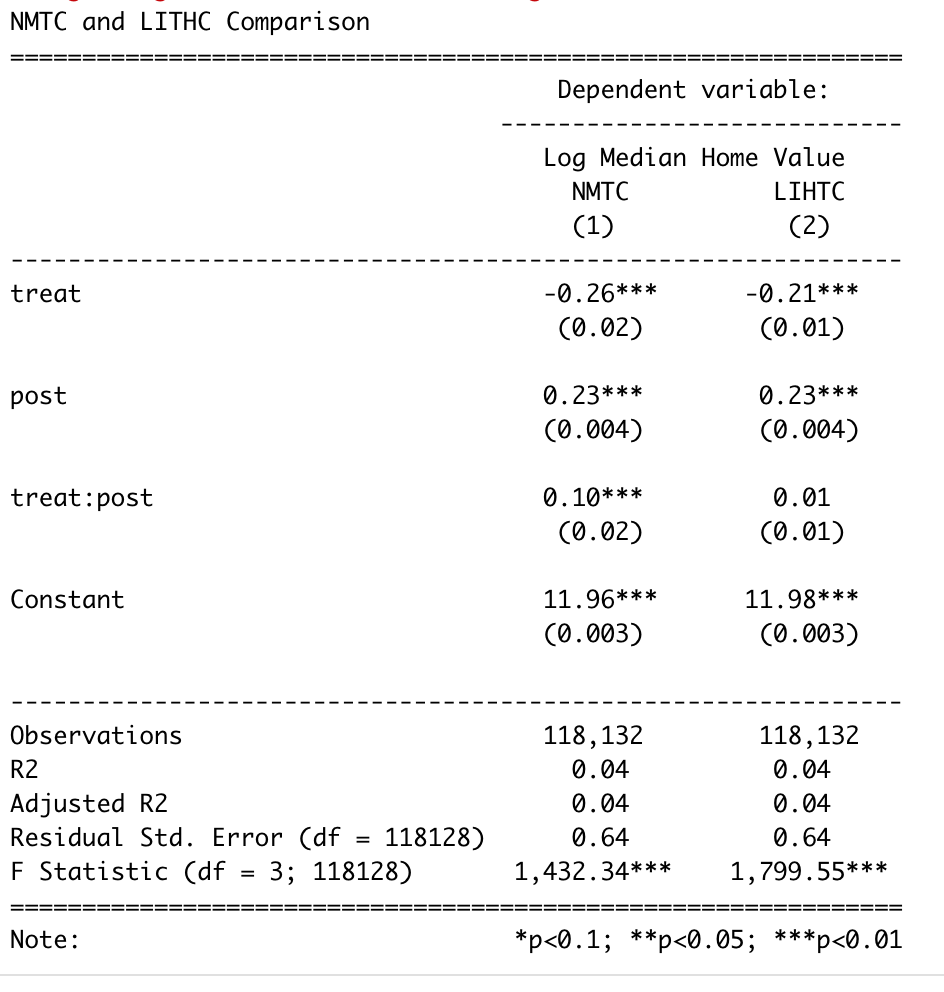 NMTC and LITHC Comparison
==============================================================
Dependent variable:
----------------------------
Log Median Home Value
NMTC LIHTC
(1) (2)
--------------------------------------------------------------
treat -0.26*** -0.21***
(0.02) (0.01)
post 0.23*** 0.23***
(0.004) (0.004)
treat:post 0.10*** 0.01
(0.02) (0.01)
Constant 11.96*** 11.98***
(0.003) (0.003)
--------------------------------------------------------------
Observations 118,132 118,132
R2 0.04 0.04
Adjusted R2 0.04 0.04
Residual Std. Error (df = 118128) 0.64 0.64
F Statistic (df = 3; 118128) 1,432.34*** 1,799.55***
==============================================================
Note: *p<0.1; **p<0.05; ***p<0.01